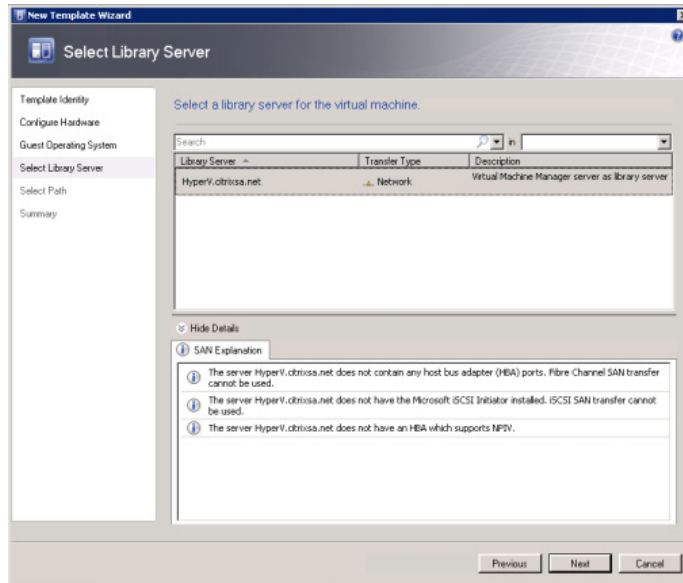 New Template Wizard
Select Library Server
Template Identity
Configure Hardware
Guest Operating System
Select Library Server
Select Path
Summary
Select a library server for the virtual machine.
Search
in
Library Server
Transfer Type
Description
HyperV.citrixsa.net
Network
Virtual Machine Manager server as library server
Hide Details
SAN Explanation
The server HyperV.citrixsa.net does not contain any host bus adapter (HBA) ports. Fibre Channel SAN transfer
cannot be used.
The server HyperV.citrixsa.net does not have the Microsoft iSCSI Initiator installed. iSCSI SAN transfer cannot
be used.
The server HyperV.citrixsa.net does not have an HBA which supports NPIV.
Previous
Next
Cancel